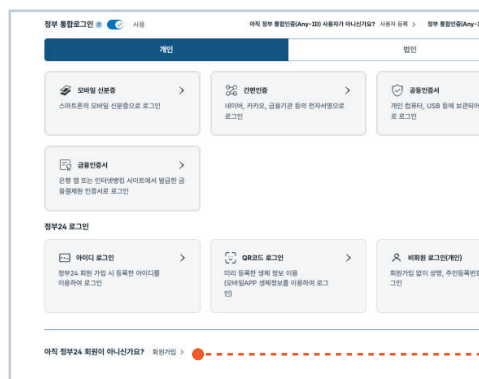 정부 통합로그인 사용 아직 정부 통합인증(Any-ID) 사용자가 아니신가요? 사용자 등록 > 정부 통합인증(Any-
개인 법인
모바일 신분증 >
스마트폰의 모바일 신분증으로 로그인
간편인증 >
네이버, 카카오, 금융기관 등의 전자서명으로
로그인
공동인증서
개인 컴퓨터, USB 등에 보관되어
로 로그인
금융인증서 >
은행 앱 또는 인터넷뱅킹 사이트에서 발급한 금
융결제원 인증서로 로그인
정부24 로그인
아이디 로그인 >
정부24 회원 가입 시 등록한 아이디를
이용하여 로그인
QR코드 로그인 >
미리 등록한 생체 정보 이용
(모바일APP 생체정보를 이용하여 로그
인)
비회원 로그인(개인)
회원가입 없이 성명, 주민등록번호
그인
아직 정부24 회원이 아니신가요? 회원가입 >